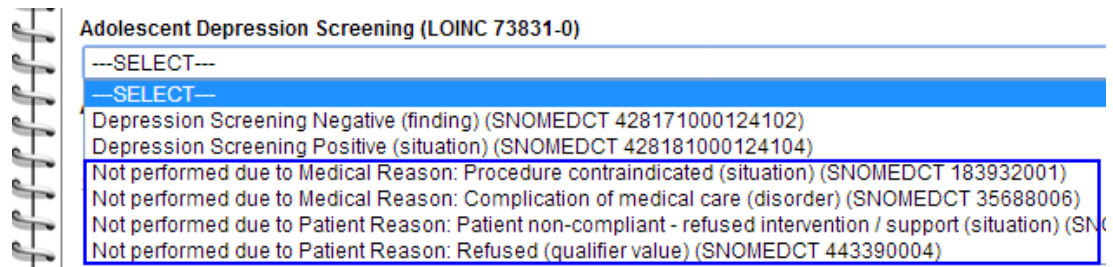 Adolescent Depression Screening (LOINC 73831-0)
---SELECT---
---SELECT---
Depression Screening Negative (finding) (SNOMEDCT 428171000124102)
Depression Screening Positive (situation) (SNOMEDCT 428181000124104)
Not performed due to Medical Reason: Procedure contraindicated (situation) (SNOMEDCT 183932001)
Not performed due to Medical Reason: Complication of medical care (disorder) (SNOMEDCT 35688006)
Not performed due to Patient Reason: Patient non-compliant - refused intervention / support (situation)
Not performed due to Patient Reason: Refused (qualifier value) (SNOMEDCT 443390004)